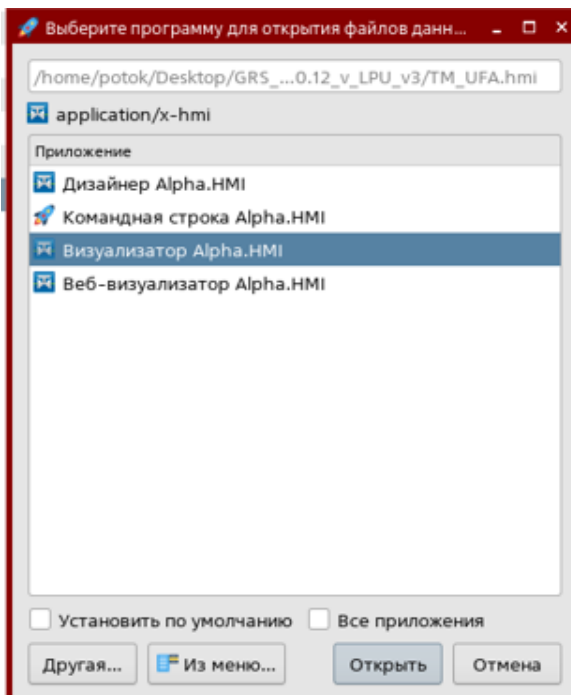 Выберите программу для открытия файлов данн...
/home/potok/Desktop/GRS_...0.12_v_LPU_v3/TM_UFA.hmi
application/x-hmi
Приложение
Дизайнер Alpha.HMI
Командная строка Alpha.HMI
Визуализатор Alpha.HMI
Веб-визуализатор Alpha.HMI
Установить по умолчанию Все приложения
Другая... Из меню... Открыть Отмена